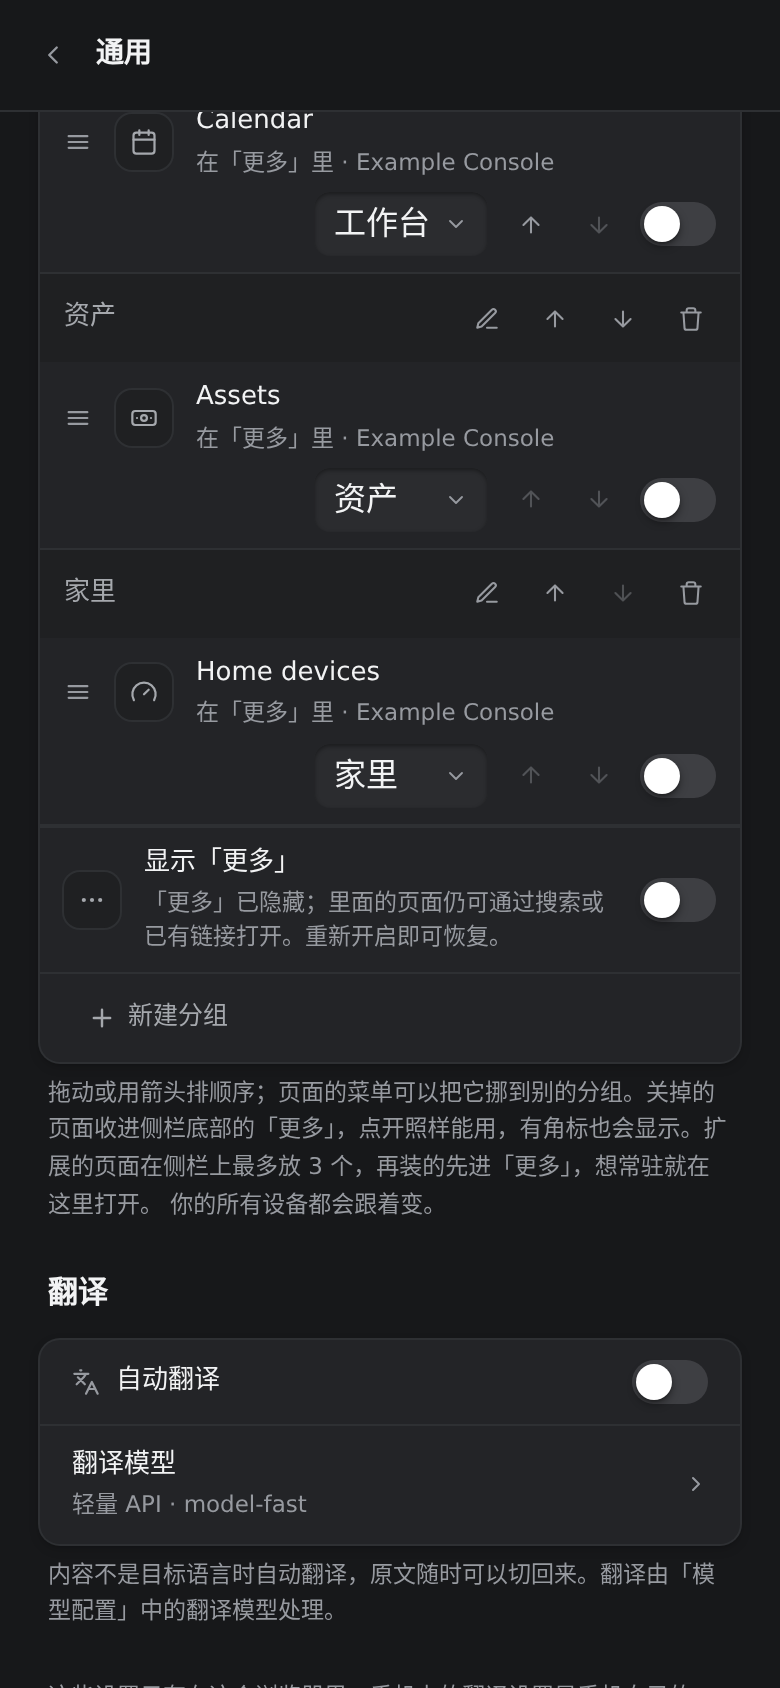 通用
Calendar
在「更多」里 · Example Console
工作台
资产
Assets
在「更多」里 · Example Console
资产
家里
Home devices
在「更多」里 · Example Console
家里
显示「更多」
「更多」已隐藏；里面的页面仍可通过搜索或
已有链接打开。重新开启即可恢复。
新建分组
拖动或用箭头排顺序；页面的菜单可以把它挪到别的分组。关掉的
页面收进侧栏底部的「更多」，点开照样能用，有角标也会显示。扩
展的页面在侧栏上最多放 3 个，再装的先进「更多」，想常驻就在
这里打开。 你的所有设备都会跟着变。
翻译
自动翻译
翻译模型
轻量 API · model-fast
内容不是目标语言时自动翻译，原文随时可以切回来。翻译由「模
型配置」中的翻译模型处理。